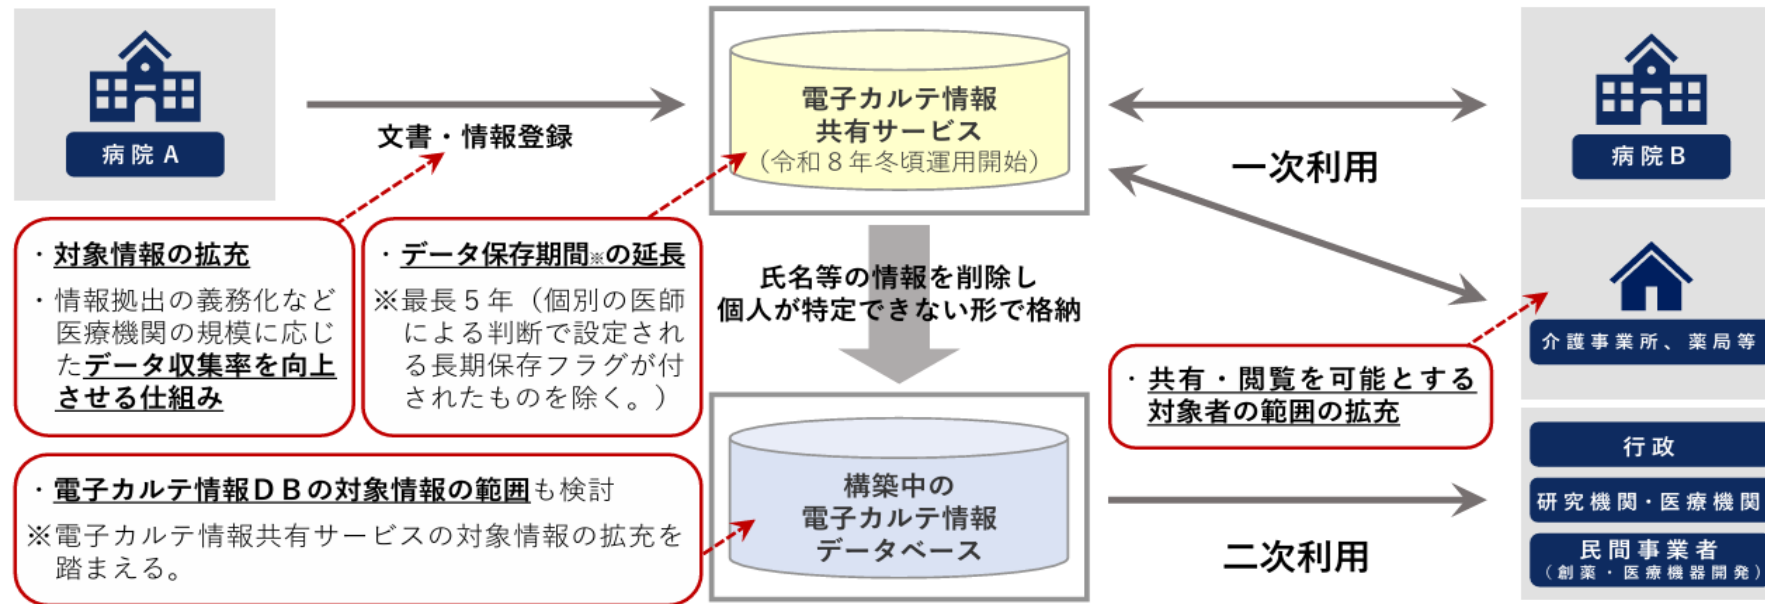 病院A
文書・情報登録
電子カルテ情報
共有サービス
（令和８年冬頃運用開始）
一次利用
病院B
・対象情報の拡充
・情報拠出の義務化など
医療機関の規模に応じ
たデータ収集率を向上
させる仕組み
・データ保存期間※の延長
※最長５年（個別の医師
による判断で設定され
る長期保存フラグが付
されたものを除く。）
氏名等の情報を削除し
個人が特定できない形で格納
介護事業所、薬局等
・共有・閲覧を可能とする
対象者の範囲の拡充
・電子カルテ情報ＤＢの対象情報の範囲も検討
※電子カルテ情報共有サービスの対象情報の拡充を
踏まえる。
構築中の
電子カルテ情報
データベース
二次利用
行政
研究機関・医療機関
民間事業者
（創薬・医療機器開発）